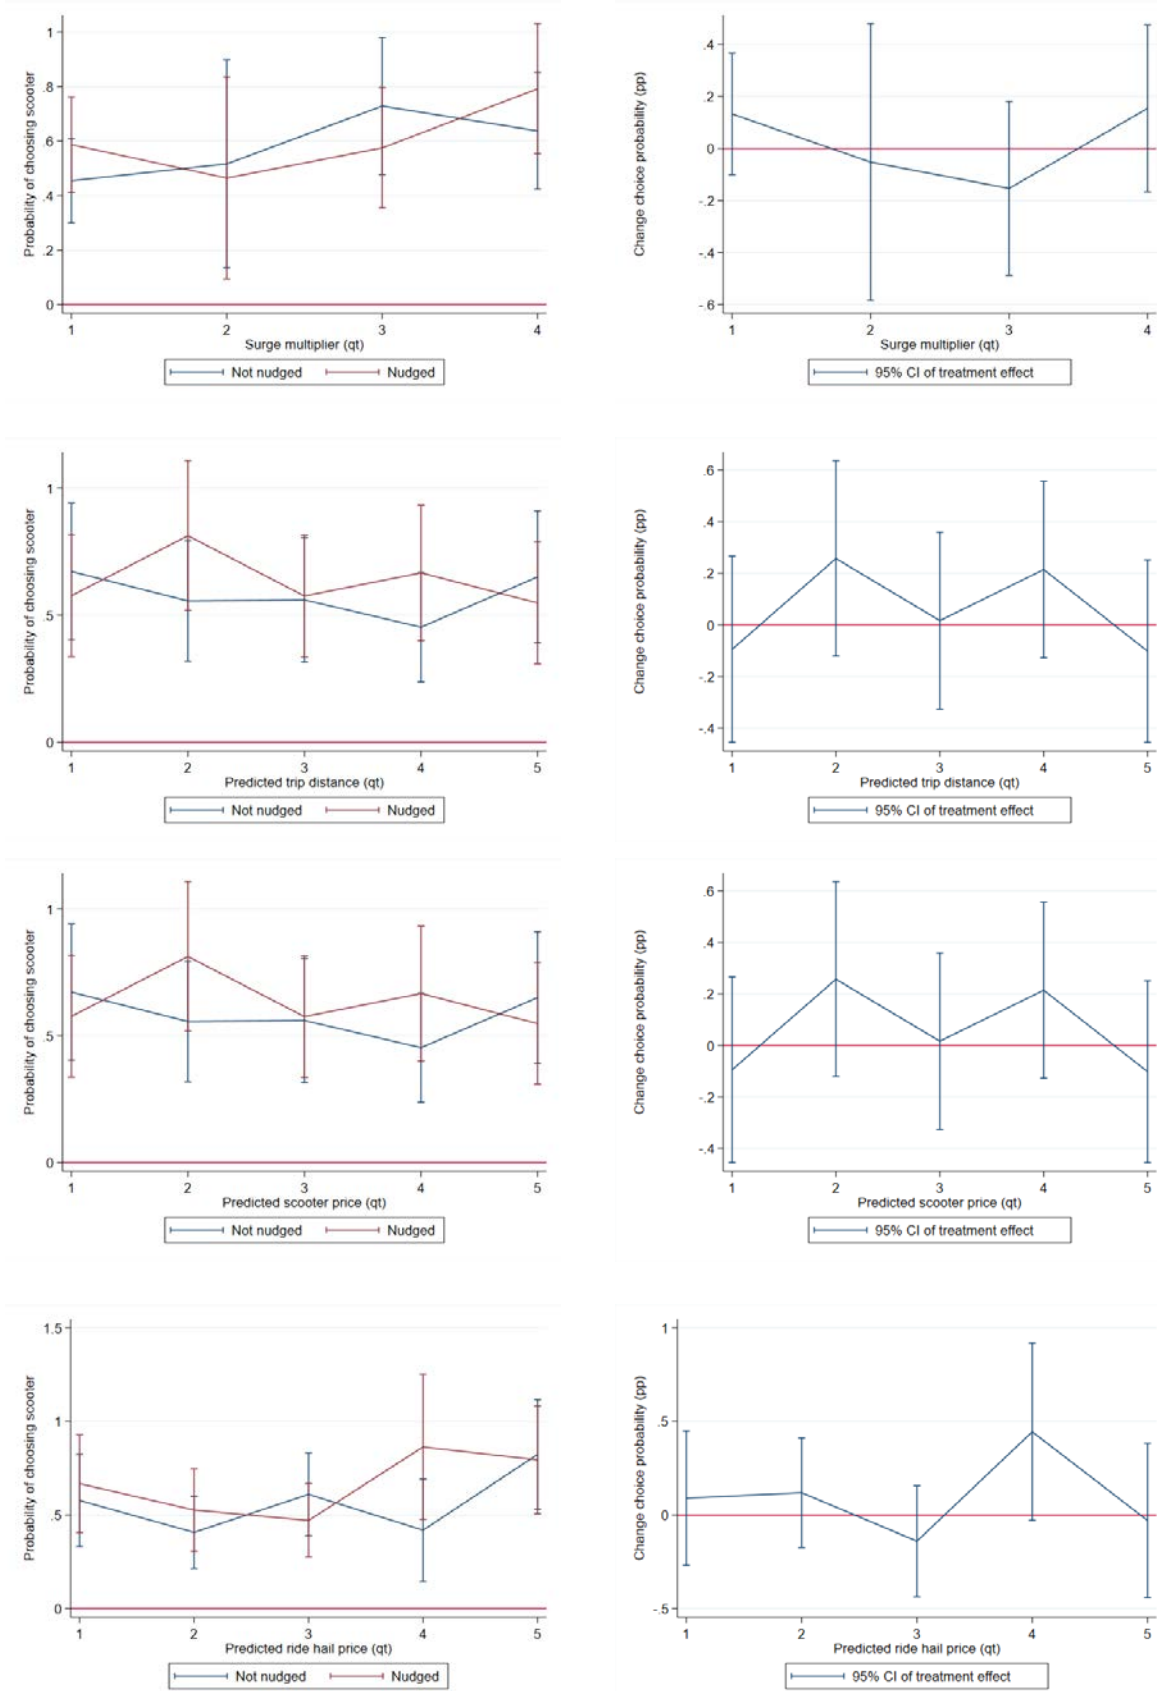 Probability of choosing scooter
1
.8
.6
.4
.2
0
1 2 3 4
Surge multiplier (qt)
Not nudged Nudged
Change choice probability (pp)
.4
.2
0
-.2
-.4
-.6
1 2 3 4
Surge multiplier (qt)
95% CI of treatment effect
Probability of choosing scooter
1
.5
0
1 2 3 4 5
Predicted trip distance (qt)
Not nudged Nudged
Change choice probability (pp)
.6
.4
.2
0
-.2
-.4
1 2 3 4 5
Predicted trip distance (qt)
95% CI of treatment effect
Probability of choosing scooter
1
.5
0
1 2 3 4 5
Predicted scooter price (qt)
Not nudged Nudged
Change choice probability (pp)
.6
.4
.2
0
-.2
-.4
1 2 3 4 5
Predicted scooter price (qt)
95% CI of treatment effect
Probability of choosing scooter
1.5
1
.5
0
1 2 3 4 5
Predicted ride hail price (qt)
Not nudged Nudged
Change choice probability (pp)
1
.5
0
-.5
1 2 3 4 5
Predicted ride hail price (qt)
95% CI of treatment effect